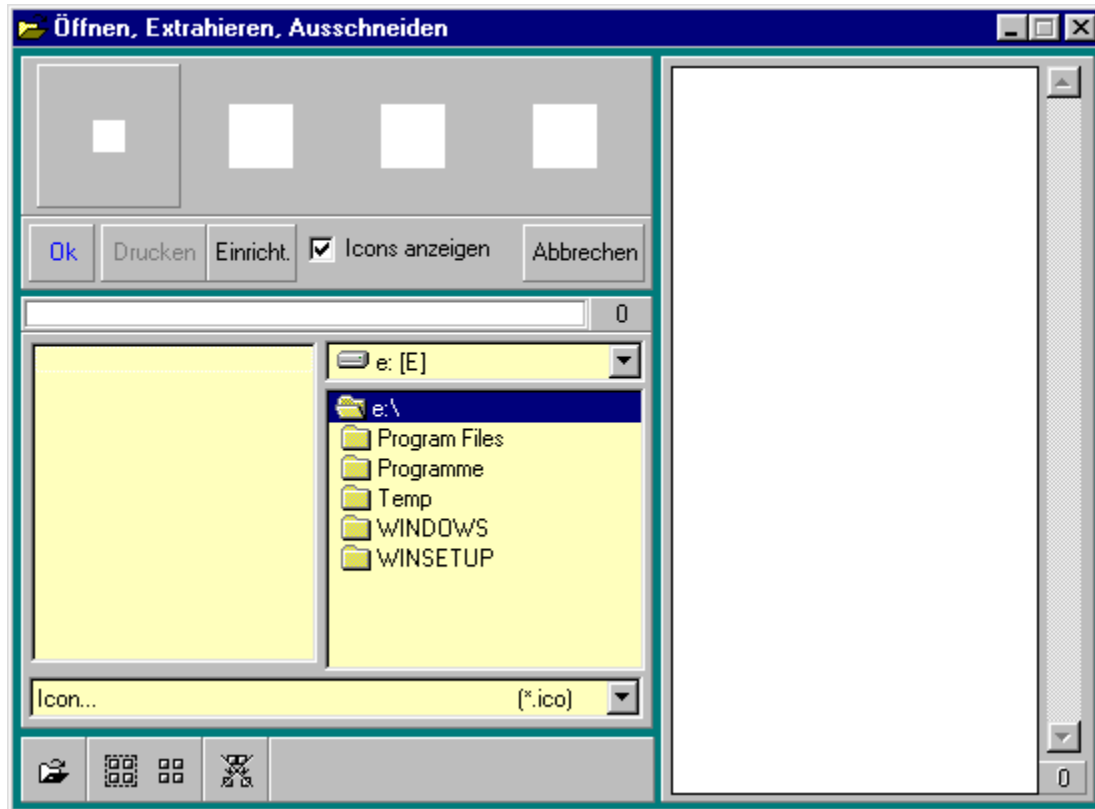 Öffnen, Extrahieren, Ausschneiden
Ok Drucken Einricht. Icons anzeigen Abbrechen
0
e: [E]
e:\
Program Files
Programme
Temp
WINDOWS
WINSETUP
Icon... (*.ico)
0